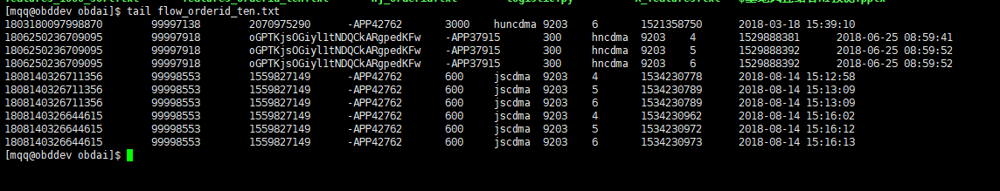 [mqq@obddev obdai]$ tail flow_orderid_ten.txt
1803180097998870 99997138 2070975290 -APP42762 3000 huncdma 9203 6 1521358750 2018-03-18 15:39:10
1806250236709095 99997918 oGPTKjsOGiyl1tNDQCkARgpedKFw -APP37915 300 hncdma 9203 4 1529888381 2018-06-25 08:59:41
1806250236709095 99997918 oGPTKjsOGiyl1tNDQCkARgpedKFw -APP37915 300 hncdma 9203 5 1529888392 2018-06-25 08:59:52
1806250236709095 99997918 oGPTKjsOGiyl1tNDQCkARgpedKFw -APP37915 300 hncdma 9203 6 1529888392 2018-06-25 08:59:52
1808140326711356 99998553 1559827149 -APP42762 600 jscdma 9203 4 1534230778 2018-08-14 15:12:58
1808140326711356 99998553 1559827149 -APP42762 600 jscdma 9203 5 1534230789 2018-08-14 15:13:09
1808140326711356 99998553 1559827149 -APP42762 600 jscdma 9203 6 1534230789 2018-08-14 15:13:09
1808140326644615 99998553 1559827149 -APP42762 600 jscdma 9203 4 1534230962 2018-08-14 15:16:02
1808140326644615 99998553 1559827149 -APP42762 600 jscdma 9203 5 1534230972 2018-08-14 15:16:12
1808140326644615 99998553 1559827149 -APP42762 600 jscdma 9203 6 1534230973 2018-08-14 15:16:13
[mqq@obddev obdai]$